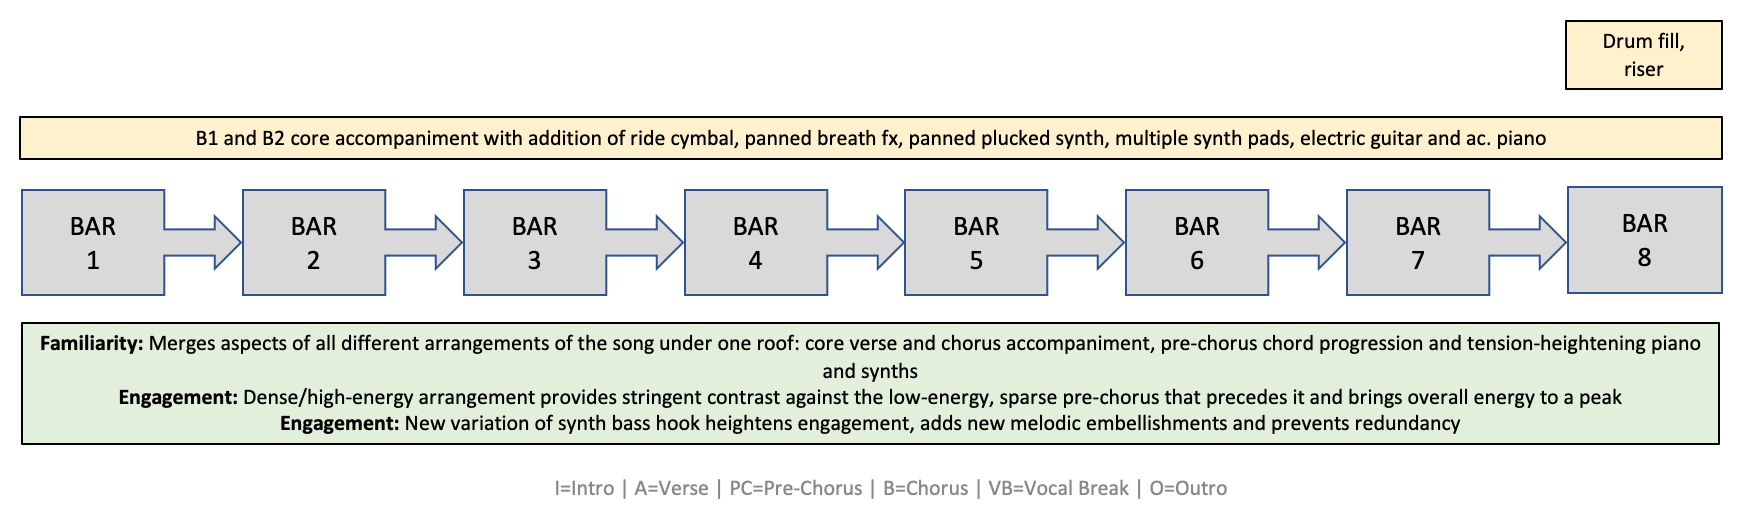 Drum fill,
riser
B1 and B2 core accompaniment with addition of ride cymbal, panned breath fx, panned plucked synth, multiple synth pads, electric guitar and ac. piano
BAR
1
BAR
2
BAR
3
BAR
4
BAR
5
BAR
6
BAR
7
BAR
8
Familiarity: Merges aspects of all different arrangements of the song under one roof: core verse and chorus accompaniment, pre-chorus chord progression and tension-heightening piano
and synths
Engagement: Dense/high-energy arrangement provides stringent contrast against the low-energy, sparse pre-chorus that precedes it and brings overall energy to a peak
Engagement: New variation of synth bass hook heightens engagement, adds new melodic embellishments and prevents redundancy
I=Intro | A=Verse | PC=Pre-Chorus | B=Chorus | VB=Vocal Break | O=Outro